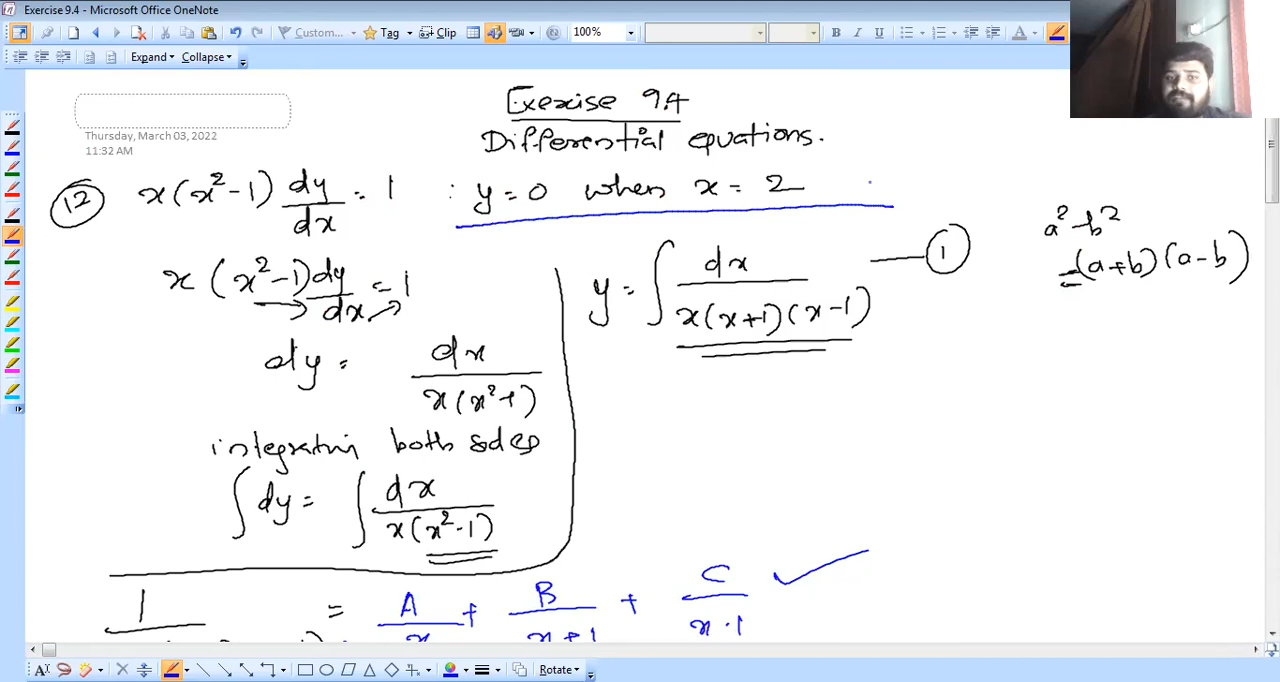 Exercise 9.4 - Microsoft Office OneNote
Custom... Tag Clip 100% B I U A
Expand Collapse
Thursday, March 03, 2022
11:32 AM
Exercise 9.4
Differential equations.
12 x(x²-1) dy/dx = 1 : y=0 when x = 2
x (x²-1) dy/dx = 1
dy = dx / x(x²+1)
integratin both sides
∫ dy = ∫ dx / x(x²-1)
y = ∫ dx / x(x+1)(x-1) — 1
a²-b²
=(a+b)(a-b)
1 = A/x + B/x+1 + C/x-1
Rotate